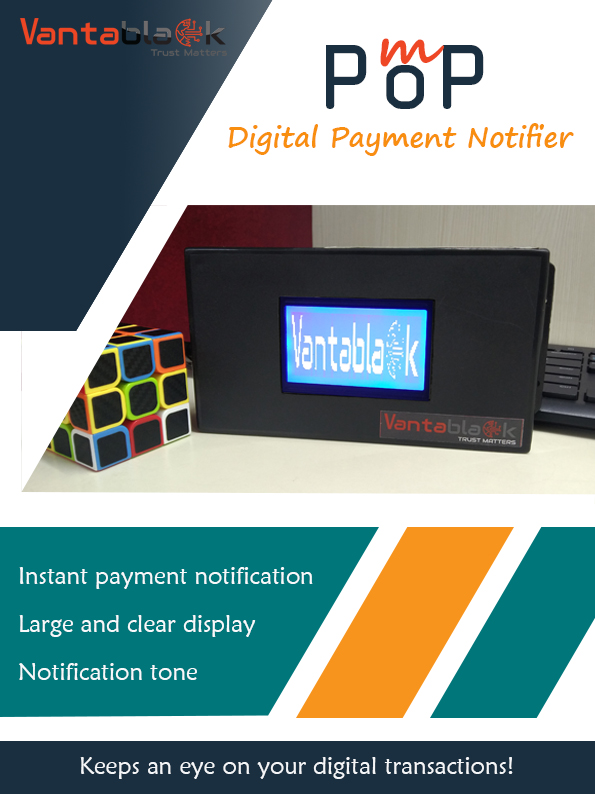 Vantablack
Trust Matters
PmoP
Digital Payment Notifier
Vantablack
Vantablack
TRUST MATTERS
Instant payment notification
Large and clear display
Notification tone
Keeps an eye on your digital transactions!